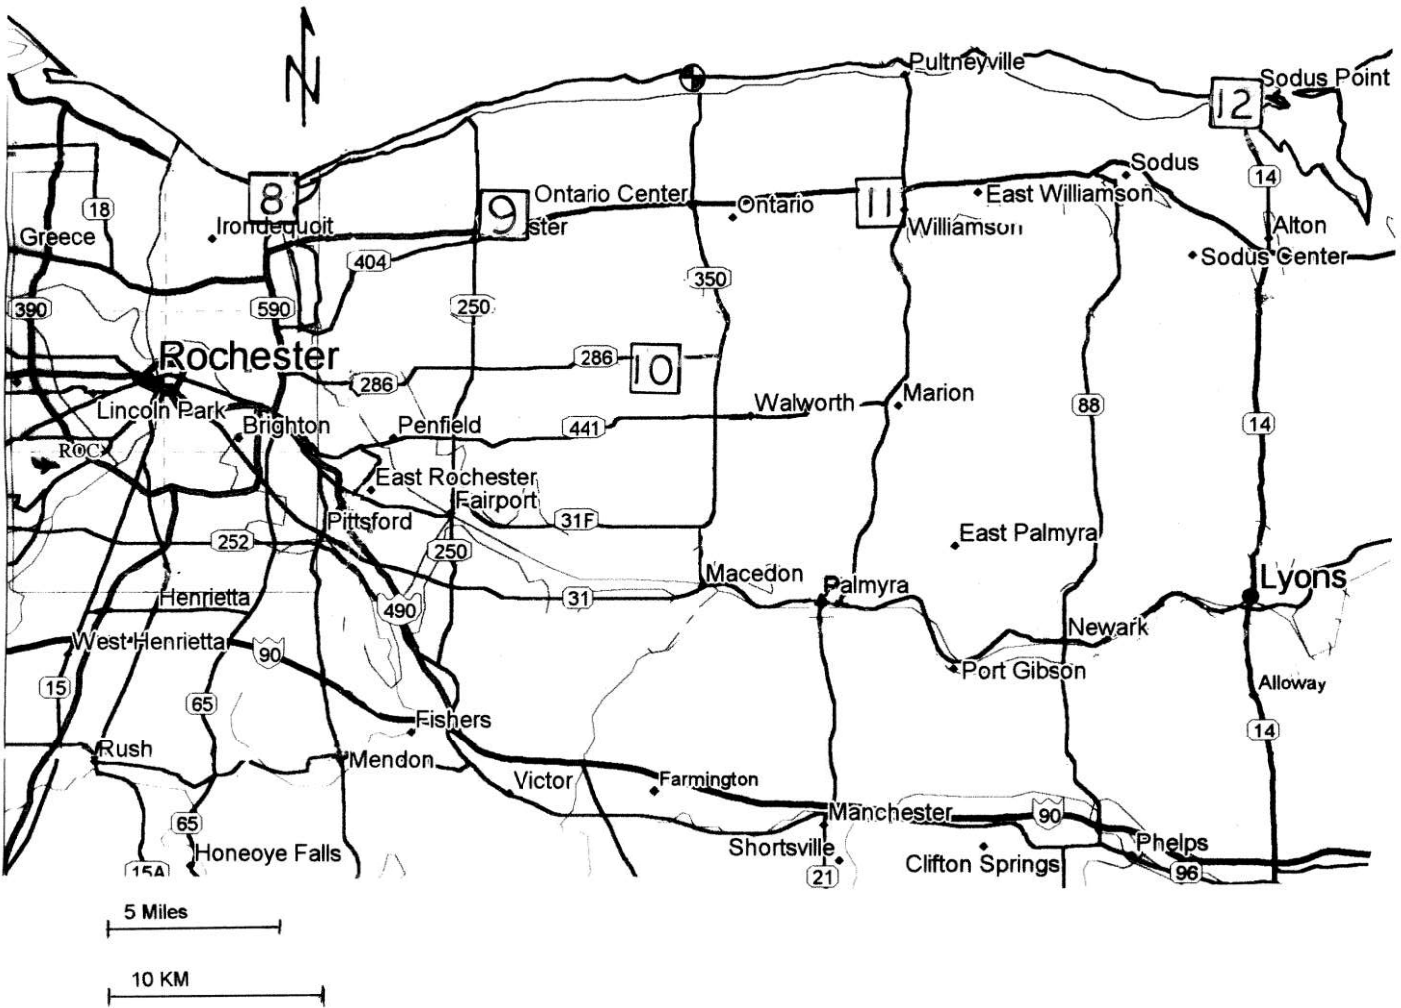 N
Pultneyville
Sodus Point
12
8
Sodus
14
18
Irondequoit
9
ster
Ontario Center
Ontario
11
East Williamson
Williamson
Greece
404
Alton
Sodus Center
390
590
250
350
Rochester
286
286
10
Lincoln Park
Brighton
Penfield
441
Walworth
Marion
88
14
ROC
East Rochester
Fairport
Pittsford
31F
252
250
East Palmyra
Macedon
Palmyra
Lyons
Henrietta
490
31
West Henrietta
90
Newark
Port Gibson
15
65
Alloway
Fishers
14
Rush
Mendon
Victor
Farmington
65
Manchester
90
Honeoye Falls
15A
Shortsville
21
Clifton Springs
Phelps
96
5 Miles
10 KM